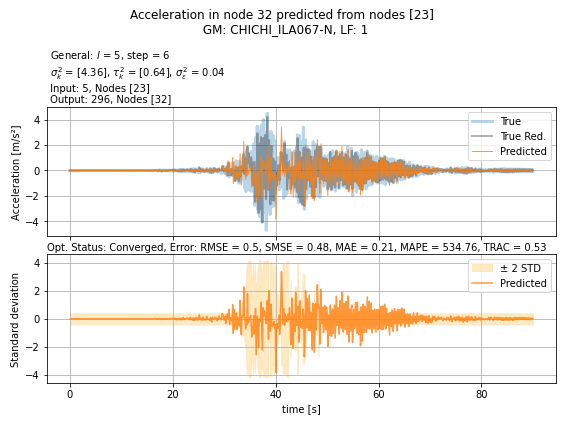 Acceleration in node 32 predicted from nodes [23]
GM: CHICHI_ILA067-N, LF: 1
General: l = 5, step = 6
σ²ₖ = [4.36], τ²ₖ = [0.64], σ²ε = 0.04
Input: 5, Nodes [23]
Output: 296, Nodes [32]
4
2
0
−2
−4
Acceleration [m/s²]
True
True Red.
Predicted
Opt. Status: Converged, Error: RMSE = 0.5, SMSE = 0.48, MAE = 0.21, MAPE = 534.76, TRAC = 0.53
4
2
0
−2
−4
Standard deviation
± 2 STD
Predicted
0 20 40 60 80
time [s]